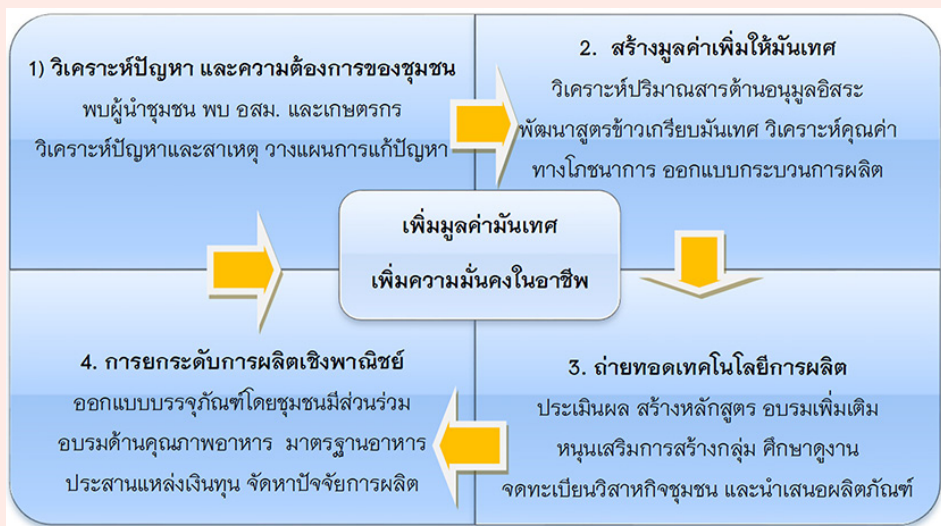 1) วิเคราะห์ปัญหา และความต้องการของชุมชน
พบผู้นำชุมชน พบ อสม. และเกษตรกร
วิเคราะห์ปัญหาและสาเหตุ วางแผนการแก้ปัญหา
2. สร้างมูลค่าเพิ่มให้มันเทศ
วิเคราะห์ปริมาณสารต้านอนุมูลอิสระ
พัฒนาสูตรข้าวเกรียบมันเทศ วิเคราะห์คุณค่า
ทางโภชนาการ ออกแบบกระบวนการผลิต
เพิ่มมูลค่ามันเทศ
เพิ่มความมั่นคงในอาชีพ
3. ถ่ายทอดเทคโนโลยีการผลิต
ประเมินผล สร้างหลักสูตร อบรมเพิ่มเติม
หนุนเสริมการสร้างกลุ่ม ศึกษาดูงาน
จดทะเบียนวิสาหกิจชุมชน และนำเสนอผลิตภัณฑ์
4. การยกระดับการผลิตเชิงพาณิชย์
ออกแบบบรรจุภัณฑ์โดยชุมชนมีส่วนร่วม
อบรมด้านคุณภาพอาหาร มาตรฐานอาหาร
ประสานแหล่งเงินทุน จัดหาปัจจัยการผลิต